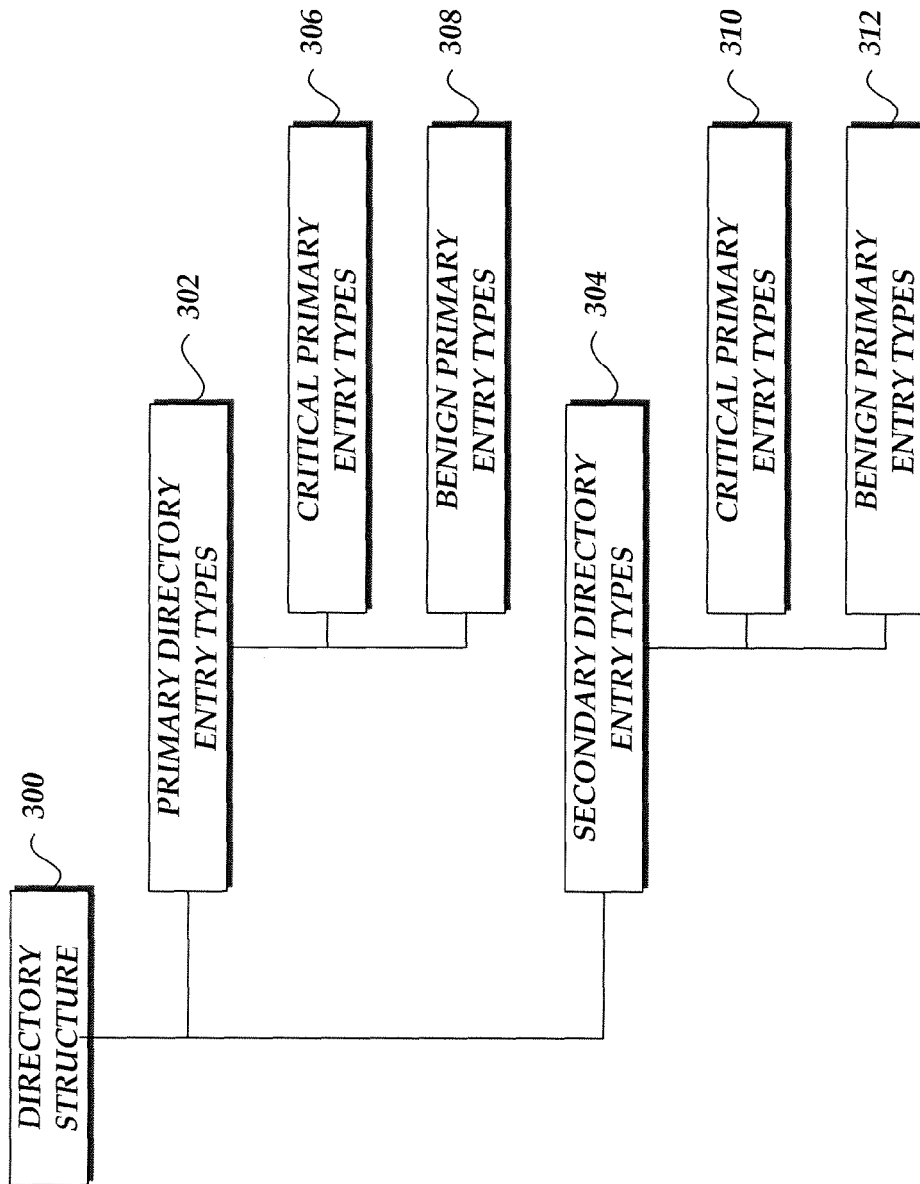 DIRECTORY
STRUCTURE
300
PRIMARY DIRECTORY
ENTRY TYPES
302
CRITICAL PRIMARY
ENTRY TYPES
306
BENIGN PRIMARY
ENTRY TYPES
308
SECONDARY DIRECTORY
ENTRY TYPES
304
CRITICAL PRIMARY
ENTRY TYPES
310
BENIGN PRIMARY
ENTRY TYPES
312